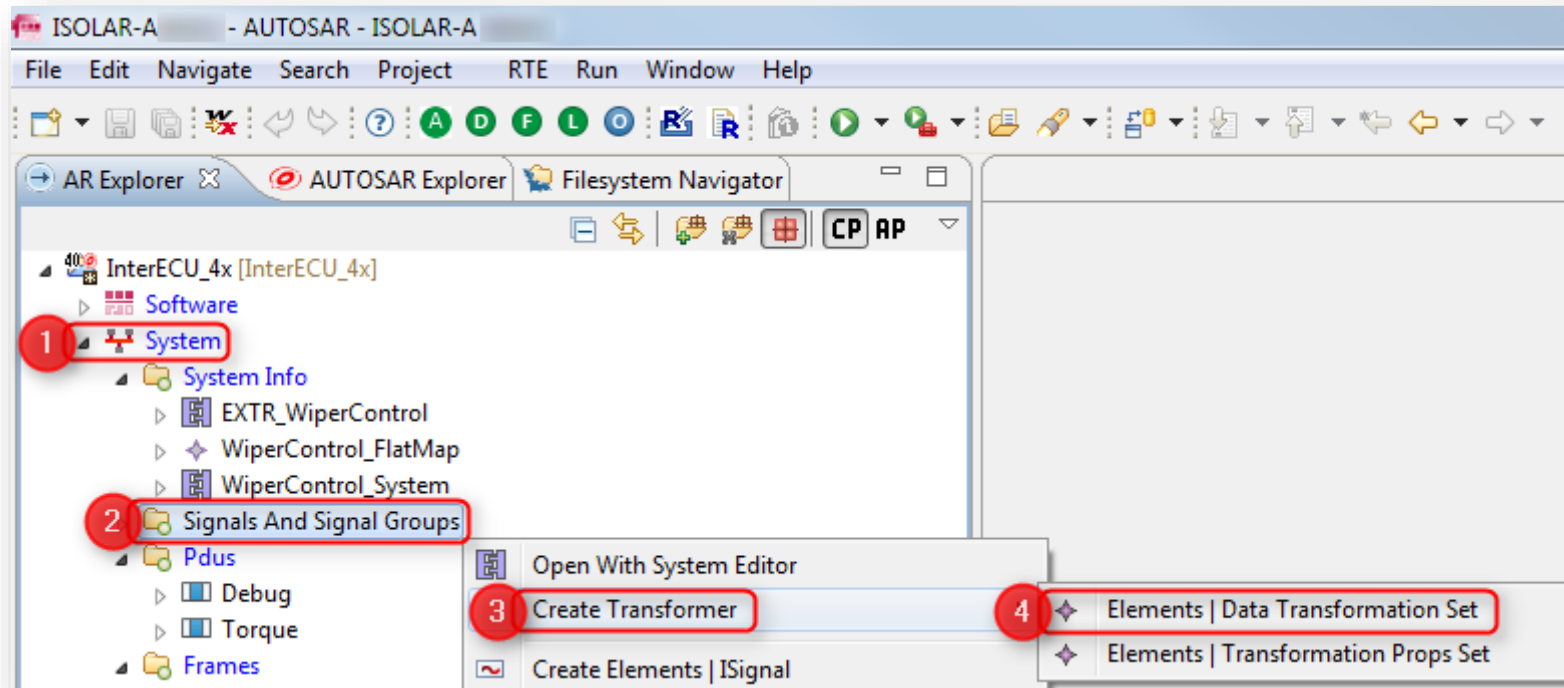 ISOLAR-A - AUTOSAR - ISOLAR-A
File Edit Navigate Search Project RTE Run Window Help
A D F L O R R
AR Explorer AUTOSAR Explorer Filesystem Navigator
CP AP
InterECU_4x [InterECU_4x]
Software
1 System
System Info
EXTR_WiperControl
WiperControl_FlatMap
WiperControl_System
2 Signals And Signal Groups
Pdus
Open With System Editor
Debug
3 Create Transformer
4 Elements | Data Transformation Set
Torque
Elements | Transformation Props Set
Frames
Create Elements | ISignal